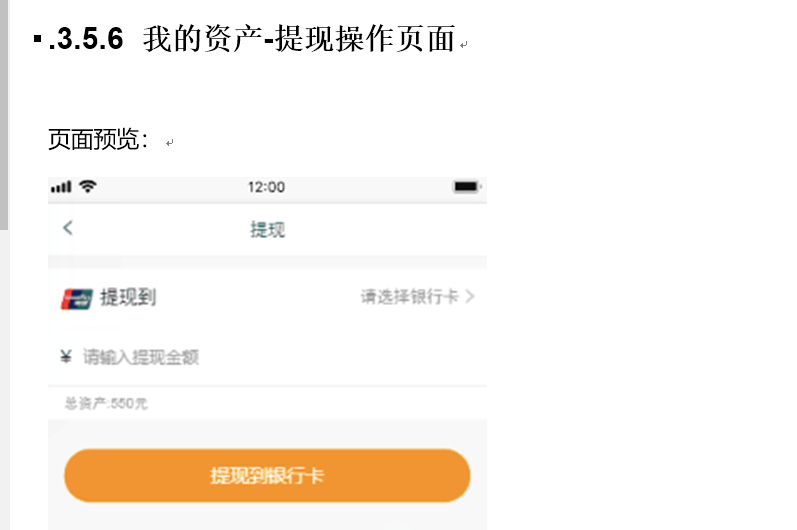 .3.5.6 我的资产-提现操作页面
页面预览：
12:00
提现
提现到 请选择银行卡
¥ 请输入提现金额
总资产:550元
提现到银行卡